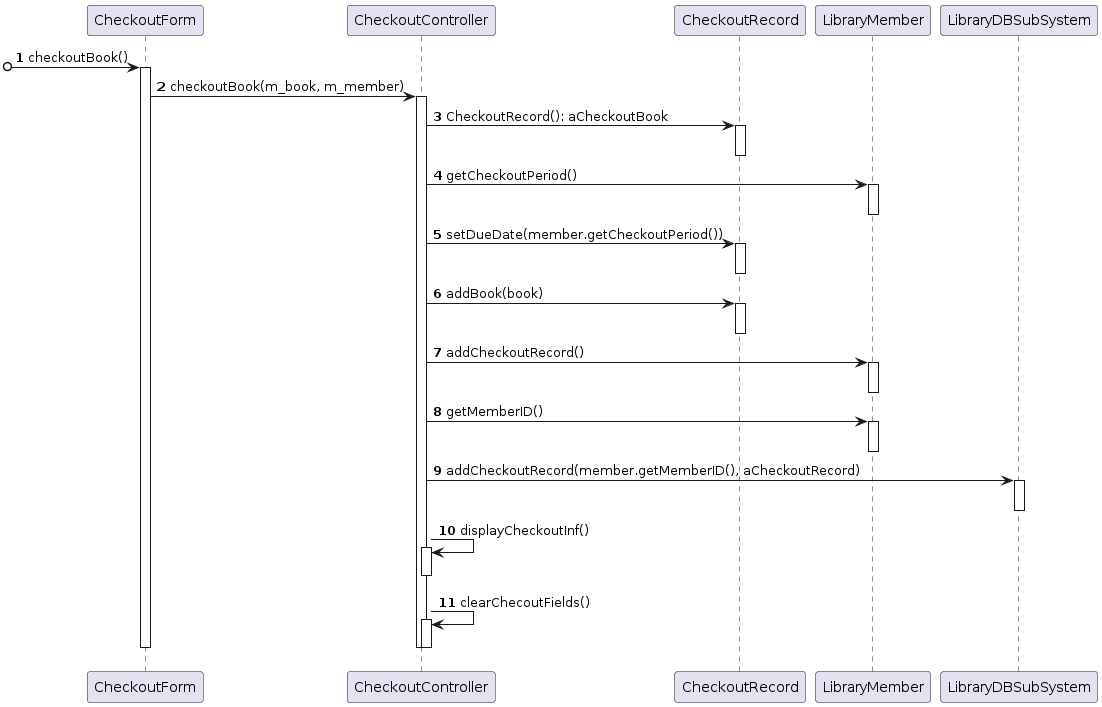 CheckoutForm CheckoutController CheckoutRecord LibraryMember LibraryDBSubSystem
1 checkoutBook()
2 checkoutBook(m_book, m_member)
3 CheckoutRecord(): aCheckoutBook
4 getCheckoutPeriod()
5 setDueDate(member.getCheckoutPeriod())
6 addBook(book)
7 addCheckoutRecord()
8 getMemberID()
9 addCheckoutRecord(member.getMemberID(), aCheckoutRecord)
10 displayCheckoutInf()
11 clearChecoutFields()
CheckoutForm CheckoutController CheckoutRecord LibraryMember LibraryDBSubSystem